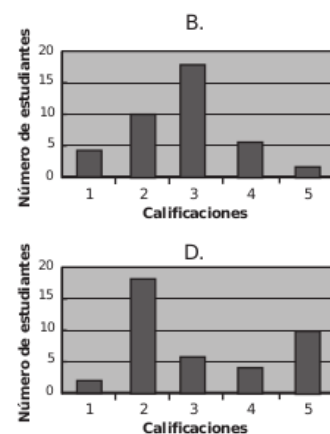 B.
Número de estudiantes
20
15
10
5
0
1 2 3 4 5
Calificaciones
D.
Número de estudiantes
20
15
10
5
0
1 2 3 4 5
Calificaciones